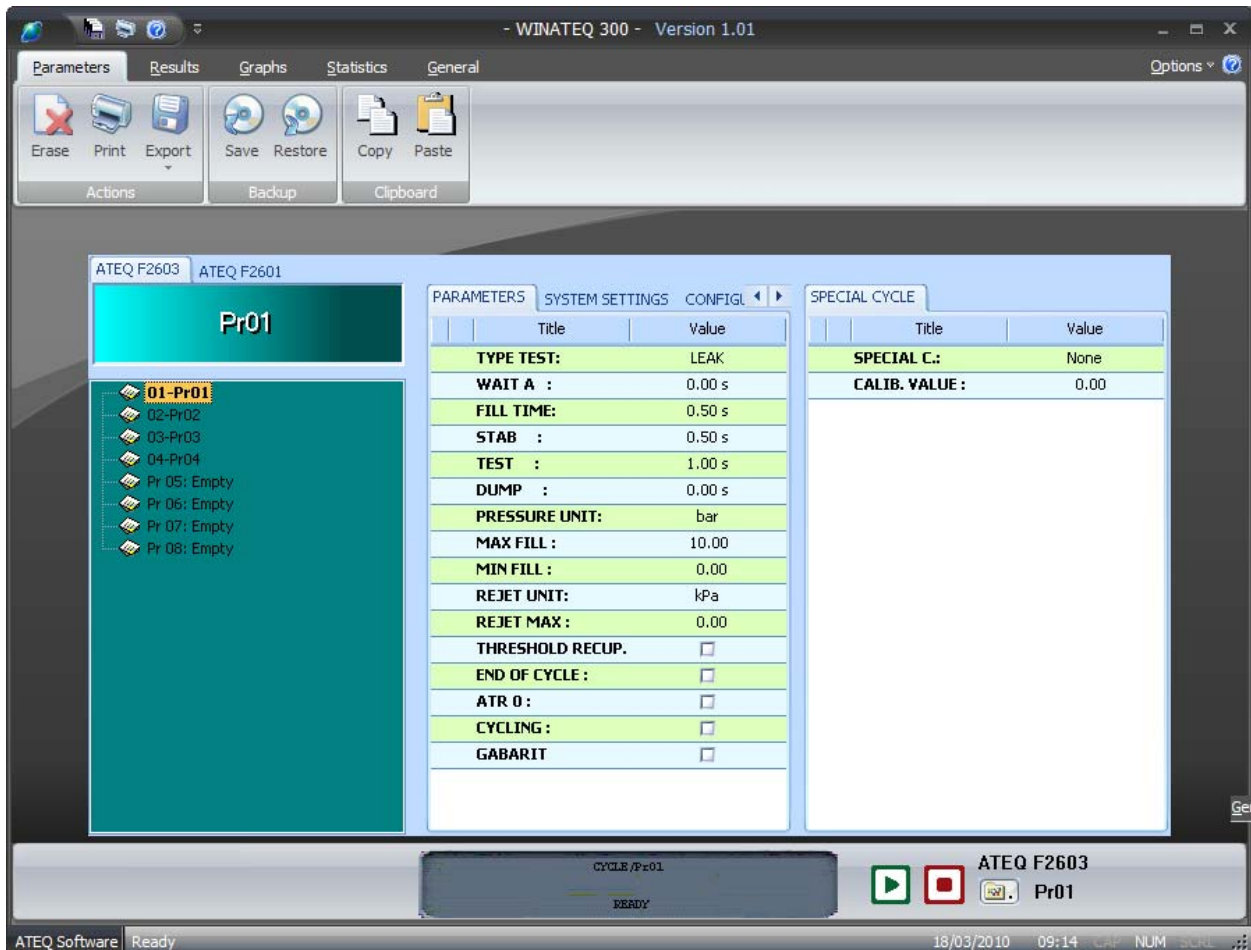 - WINATEQ 300 - Version 1.01
Parameters Results Graphs Statistics General Options
Erase Print Export Save Restore Copy Paste
Actions Backup Clipboard
ATEQ F2603 ATEQ F2601
Pr01
01-Pr01
02-Pr02
03-Pr03
04-Pr04
Pr 05: Empty
Pr 06: Empty
Pr 07: Empty
Pr 08: Empty
PARAMETERS SYSTEM SETTINGS
Title Value
TYPE TEST: LEAK
WAIT A : 0.00 s
FILL TIME: 0.50 s
STAB : 0.50 s
TEST : 1.00 s
DUMP : 0.00 s
PRESSURE UNIT: bar
MAX FILL : 10.00
MIN FILL : 0.00
REJET UNIT: kPa
REJET MAX : 0.00
THRESHOLD RECUP.
END OF CYCLE :
ATR 0 :
CYCLING :
GABARIT
SPECIAL CYCLE
Title Value
SPECIAL C.: None
CALIB. VALUE : 0.00
CYCLE/Pr01
READY
ATEQ F2603
Pr01
ATEQ Software Ready 18/03/2010 09:14 CAP NUM SCRL